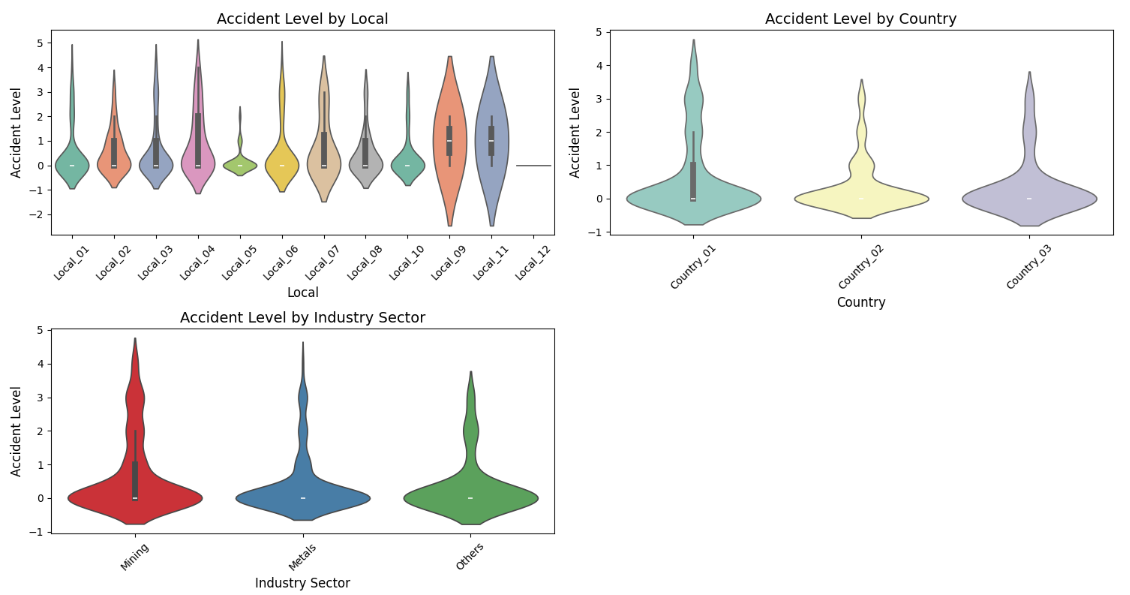 Accident Level by Local
Accident Level
5
4
3
2
1
0
−1
−2
Local_01
Local_02
Local_03
Local_04
Local_05
Local_06
Local_07
Local_08
Local_10
Local_09
Local_11
Local_12
Local
Accident Level by Country
Accident Level
5
4
3
2
1
0
−1
Country_01
Country_02
Country_03
Country
Accident Level by Industry Sector
Accident Level
5
4
3
2
1
0
−1
Mining
Metals
Others
Industry Sector